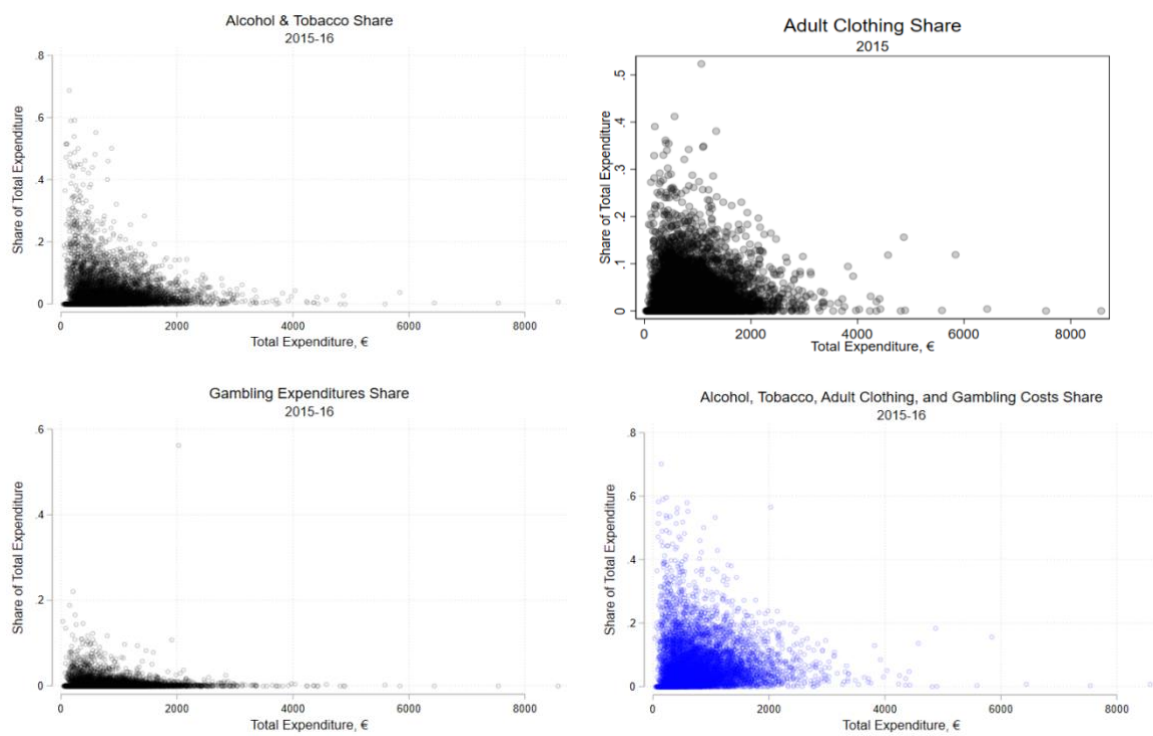 Alcohol & Tobacco Share
2015-16
.8
.6
.4
.2
0
Share of Total Expenditure
0 2000 4000 6000 8000
Total Expenditure, €
Adult Clothing Share
2015
.5
.4
.3
.2
.1
0
Share of Total Expenditure
0 2000 4000 6000 8000
Total Expenditure, €
Gambling Expenditures Share
2015-16
.6
.4
.2
0
Share of Total Expenditure
0 2000 4000 6000 8000
Total Expenditure, €
Alcohol, Tobacco, Adult Clothing, and Gambling Costs Share
2015-16
.8
.6
.4
.2
0
Share of Total Expenditure
0 2000 4000 6000 8000
Total Expenditure, €